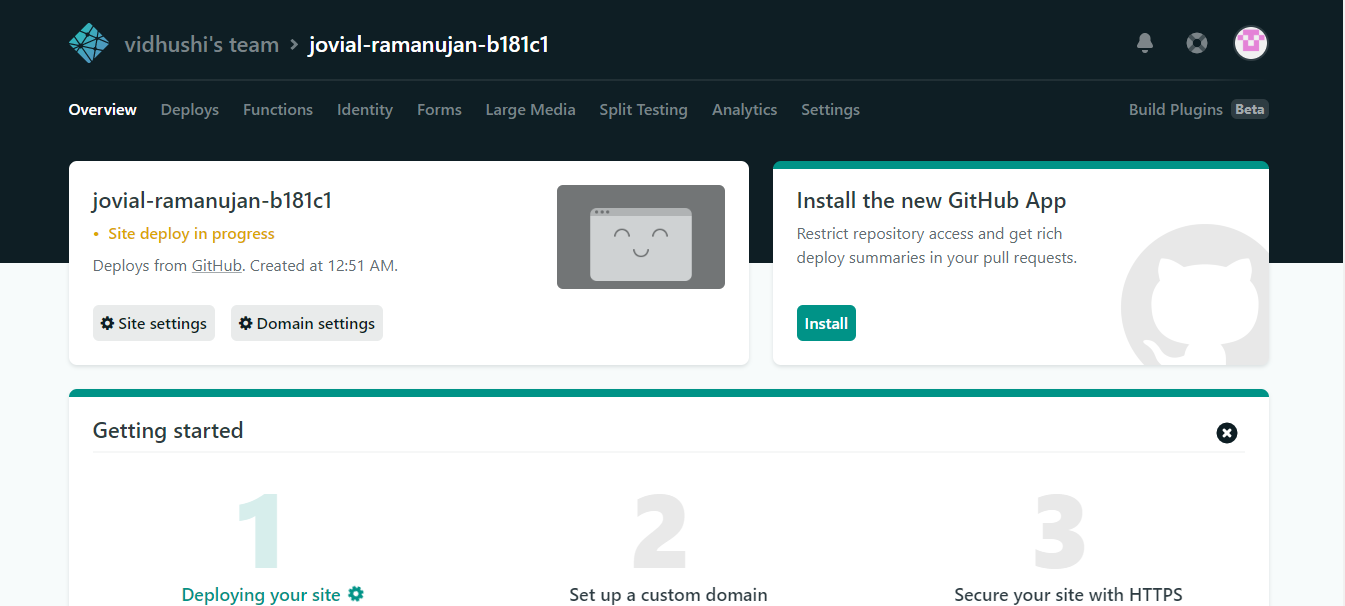 vidhushi's team > jovial-ramanujan-b181c1
Overview Deploys Functions Identity Forms Large Media Split Testing Analytics Settings Build Plugins Beta
jovial-ramanujan-b181c1
• Site deploy in progress
Deploys from GitHub. Created at 12:51 AM.
Site settings Domain settings
Install the new GitHub App
Restrict repository access and get rich
deploy summaries in your pull requests.
Install
Getting started
1 2 3
Deploying your site Set up a custom domain Secure your site with HTTPS